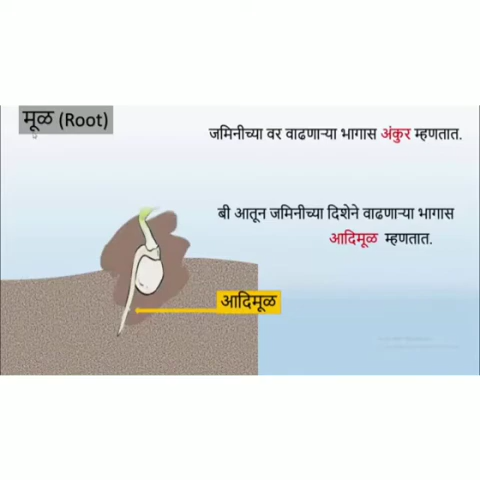 मूळ (Root)
जमिनीच्या वर वाढणाऱ्या भागास अंकुर म्हणतात.
बी आतून जमिनीच्या दिशेने वाढणाऱ्या भागास
आदिमूळ म्हणतात.
आदिमूळ